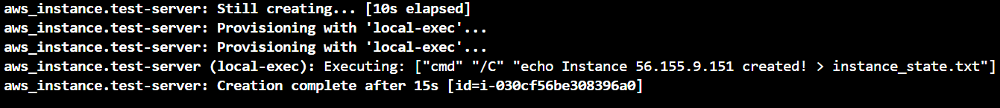 aws_instance.test-server: Still creating... [10s elapsed]
aws_instance.test-server: Provisioning with 'local-exec'...
aws_instance.test-server: Provisioning with 'local-exec'...
aws_instance.test-server (local-exec): Executing: ["cmd" "/C" "echo Instance 56.155.9.151 created! > instance_state.txt"]
aws_instance.test-server: Creation complete after 15s [id=i-030cf56be308396a0]